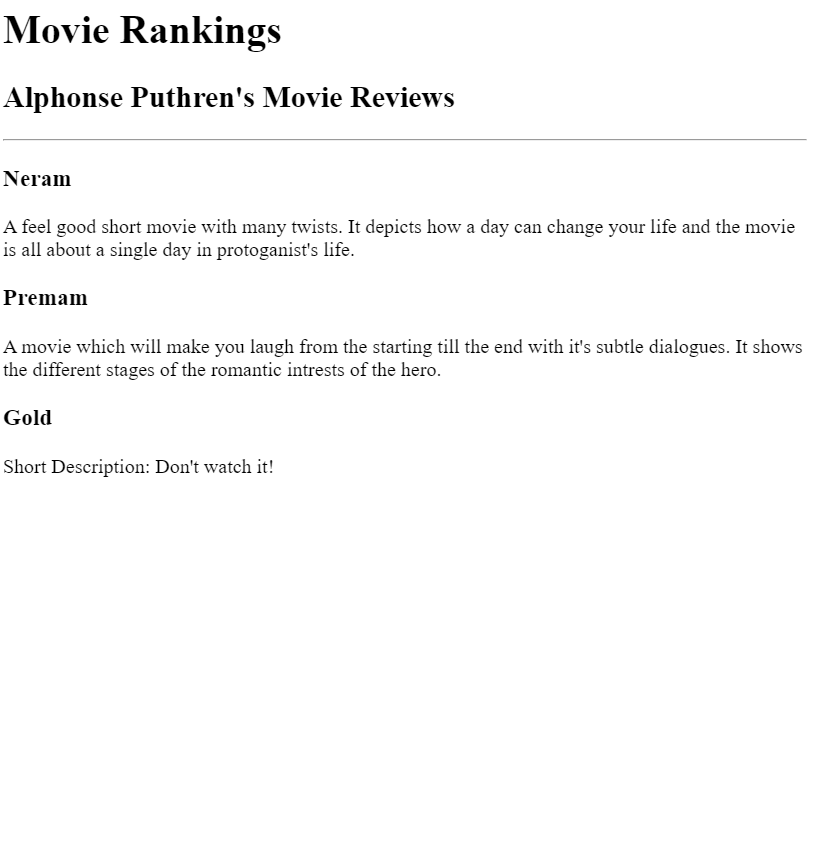 Movie Rankings
Alphonse Puthren's Movie Reviews
Neram
A feel good short movie with many twists. It depicts how a day can change your life and the movie
is all about a single day in protoganist's life.
Premam
A movie which will make you laugh from the starting till the end with it's subtle dialogues. It shows
the different stages of the romantic intrests of the hero.
Gold
Short Description: Don't watch it!